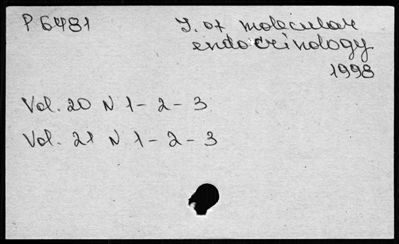 P 6481 J. of molecular
endocrinology
1998
Vol. 20 N 1 - 2 - 3
Vol. 21 N 1 - 2 - 3